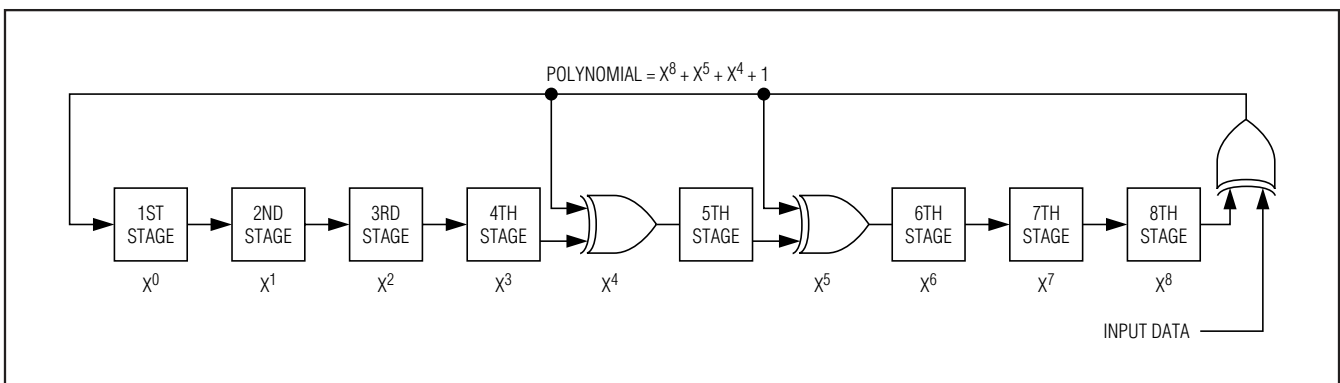 POLYNOMIAL = X⁸ + X⁵ + X⁴ + 1
1ST
STAGE
2ND
STAGE
3RD
STAGE
4TH
STAGE
5TH
STAGE
6TH
STAGE
7TH
STAGE
8TH
STAGE
X⁰
X¹
X²
X³
X⁴
X⁵
X⁶
X⁷
X⁸
INPUT DATA